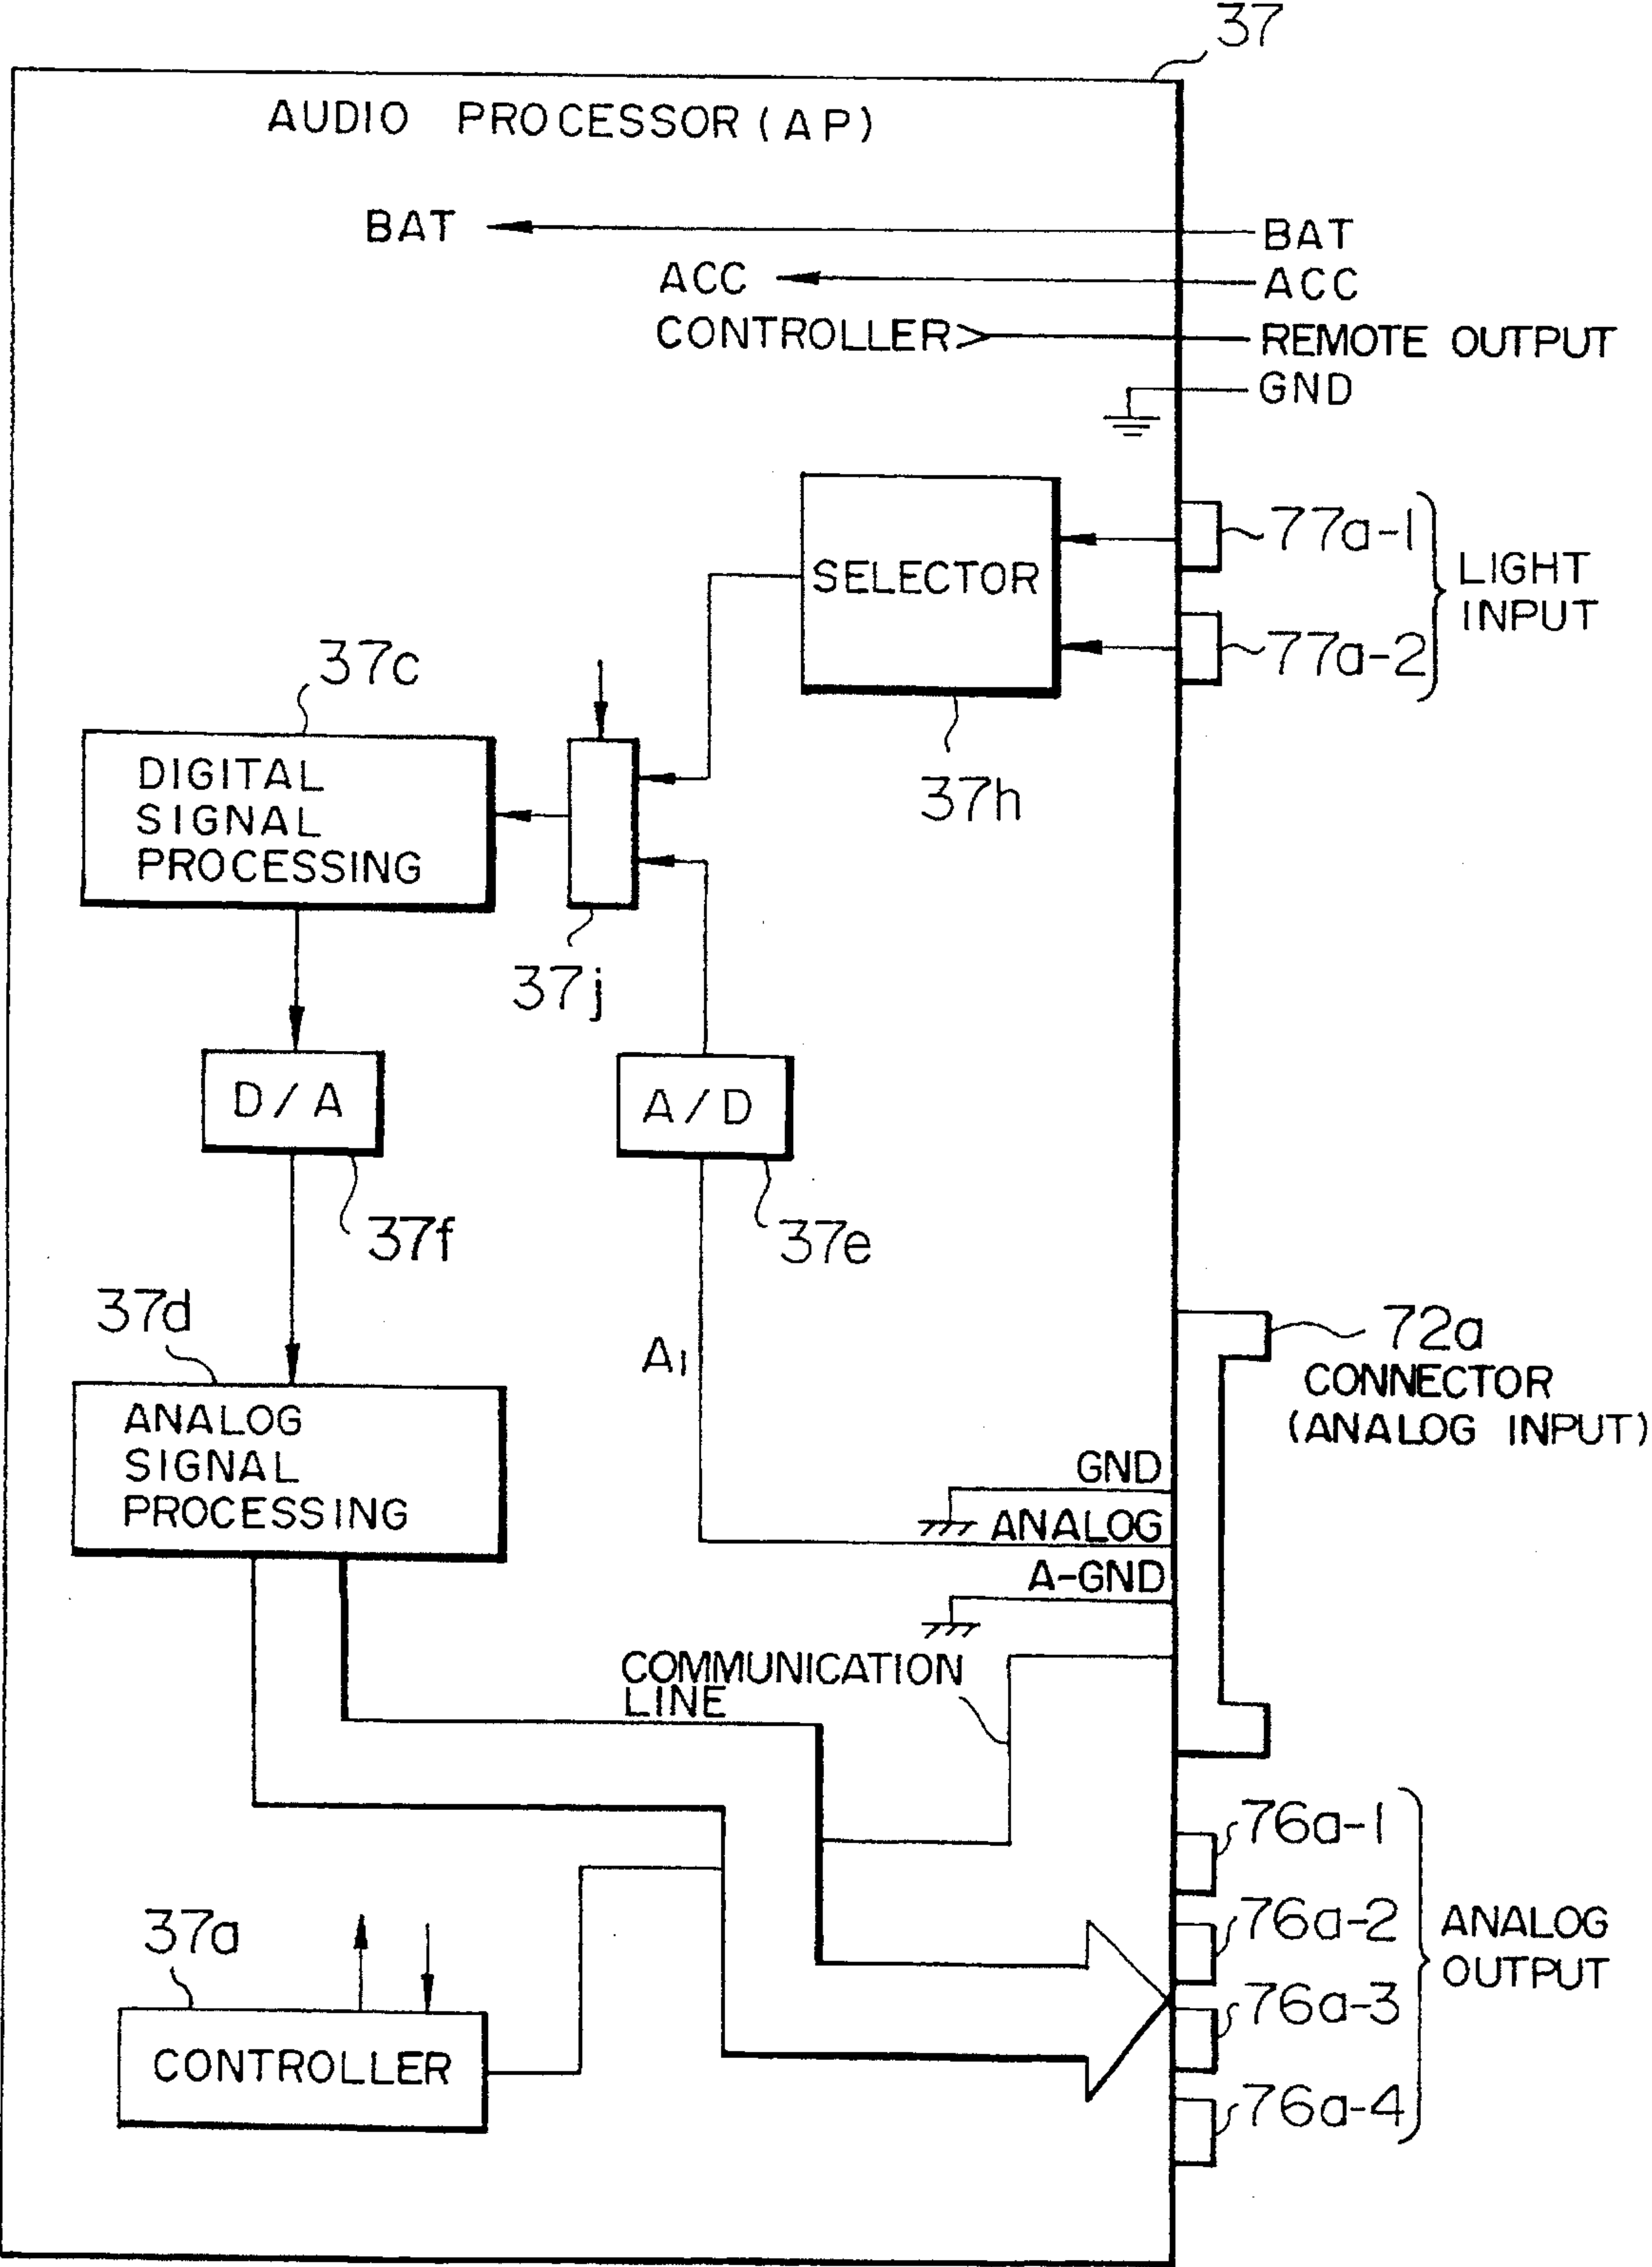 37
AUDIO PROCESSOR (AP)
BAT
BAT
ACC
ACC
CONTROLLER
REMOTE OUTPUT
GND
77a-1
SELECTOR
LIGHT
INPUT
77a-2
37c
37h
DIGITAL
SIGNAL
PROCESSING
37j
D/A
A/D
37f
37e
37d
72a
A1
CONNECTOR
(ANALOG INPUT)
ANALOG
SIGNAL
PROCESSING
GND
ANALOG
A-GND
COMMUNICATION
LINE
76a-1
76a-2
ANALOG
OUTPUT
37a
76a-3
CONTROLLER
76a-4